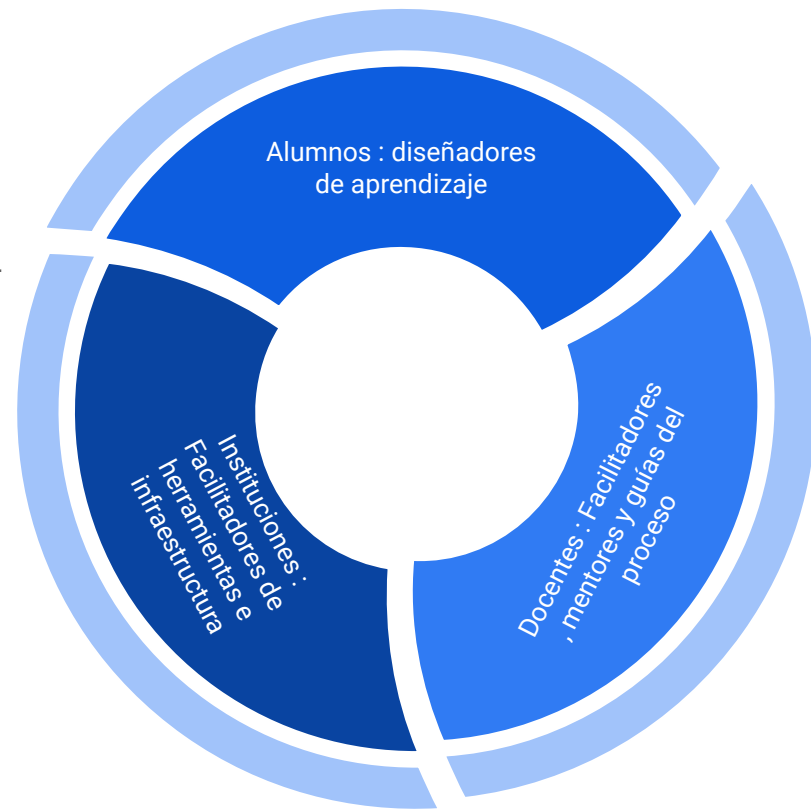 Alumnos : diseñadores
de aprendizaje
Docentes : Facilitadores
, mentores y guías del
proceso
Instituciones :
Facilitadores de
herramientas e
infraestructura